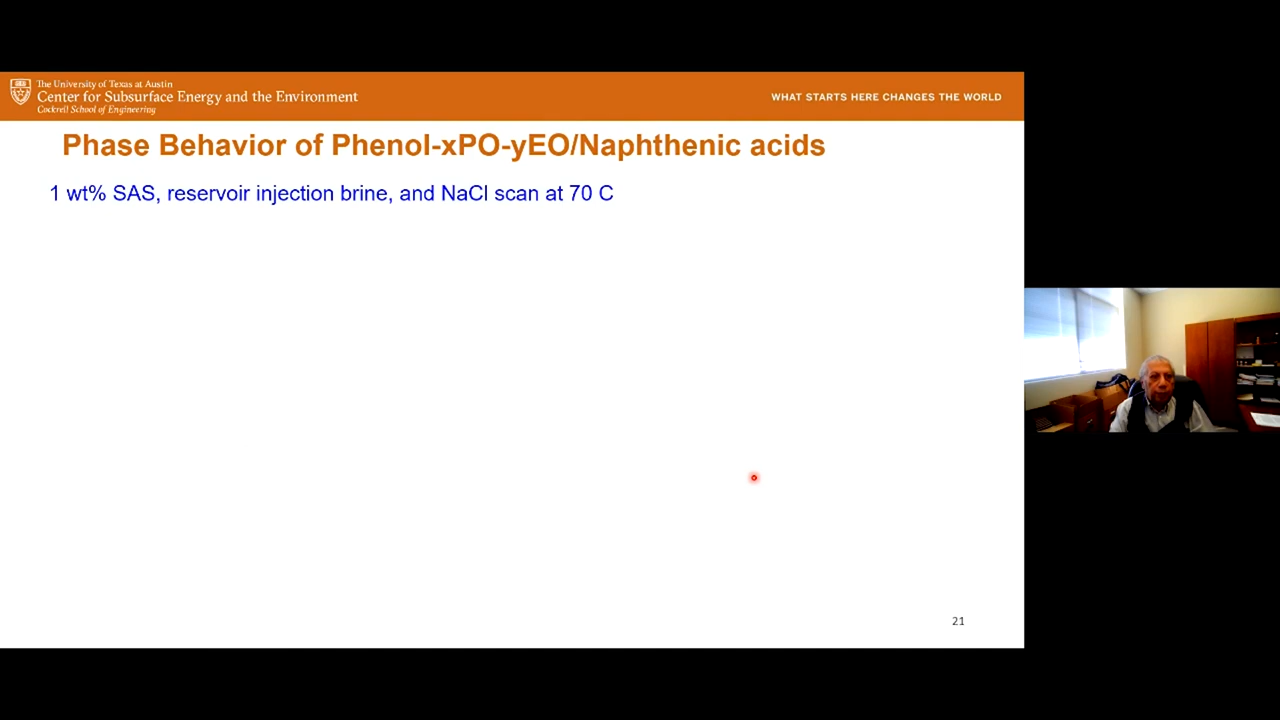 The University of Texas at Austin
Center for Subsurface Energy and the Environment
Cockrell School of Engineering
WHAT STARTS HERE CHANGES THE WORLD
Phase Behavior of Phenol-xPO-yEO/Naphthenic acids
1 wt% SAS, reservoir injection brine, and NaCl scan at 70 C
21